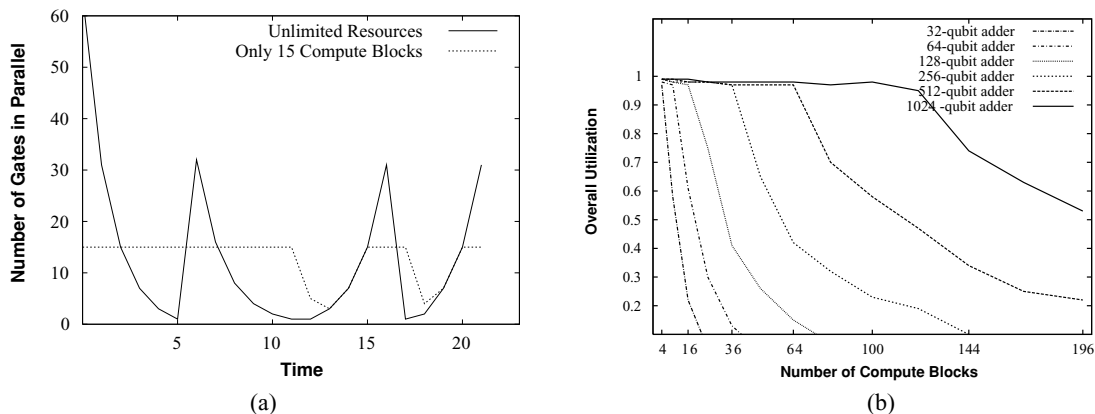 Unlimited Resources
Only 15 Compute Blocks
Number of Gates in Parallel
60
50
40
30
20
10
0
5
10
15
20
Time
(a)
32-qubit adder
64-qubit adder
128-qubit adder
256-qubit adder
512-qubit adder
1024 -qubit adder
Overall Utilization
1
0.9
0.8
0.7
0.6
0.5
0.4
0.3
0.2
4 16 36 64 100 144 196
Number of Compute Blocks
(b)